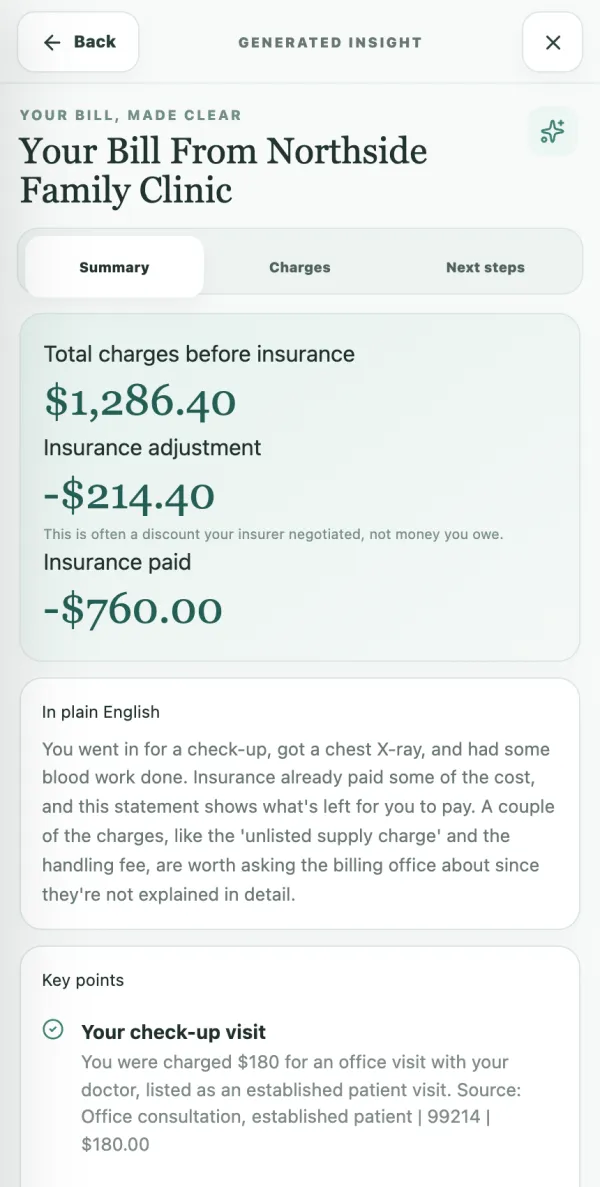 Back
GENERATED INSIGHT
YOUR BILL, MADE CLEAR
Your Bill From Northside
Family Clinic
Summary
Charges
Next steps
Total charges before insurance
$1,286.40
Insurance adjustment
-$214.40
This is often a discount your insurer negotiated, not money you owe.
Insurance paid
-$760.00
In plain English
You went in for a check-up, got a chest X-ray, and had some
blood work done. Insurance already paid some of the cost,
and this statement shows what's left for you to pay. A couple
of the charges, like the 'unlisted supply charge' and the
handling fee, are worth asking the billing office about since
they're not explained in detail.
Key points
Your check-up visit
You were charged $180 for an office visit with your
doctor, listed as an established patient visit. Source:
Office consultation, established patient | 99214 |
$180.00